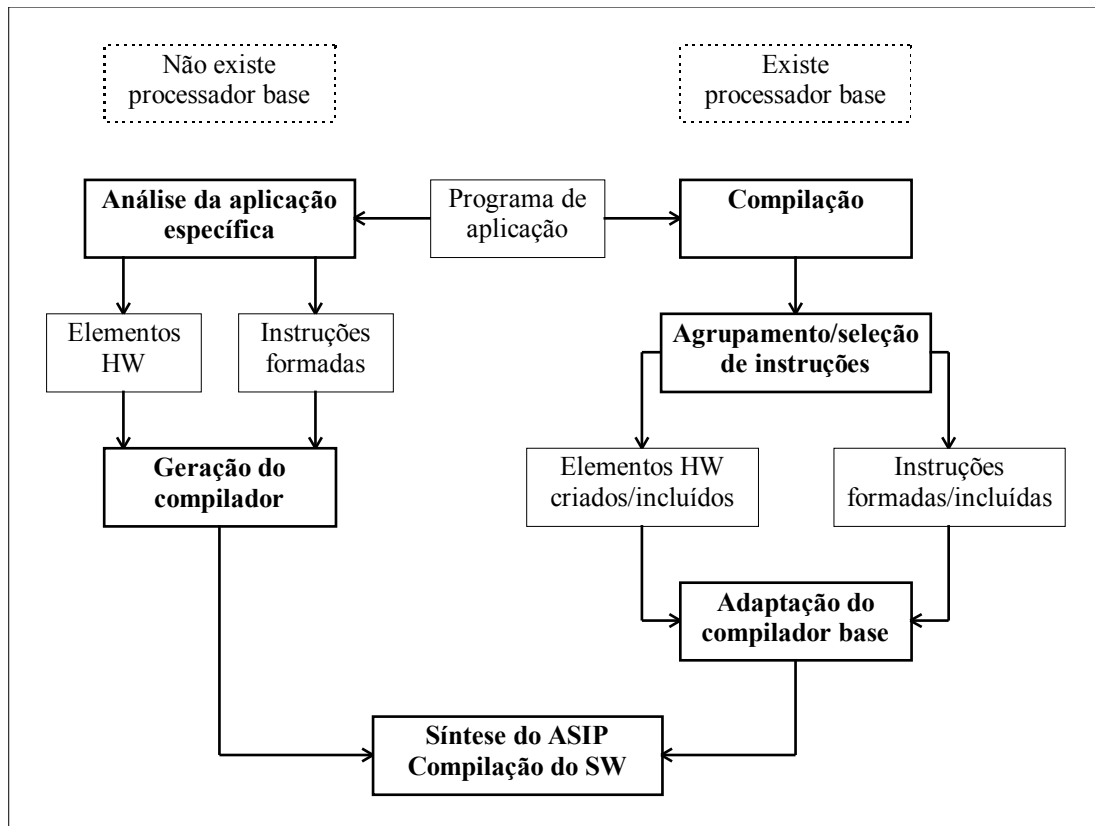 Não existe
processador base
Existe
processador base
Análise da aplicação
específica
Programa de
aplicação
Compilação
Elementos
HW
Instruções
formadas
Agrupamento/seleção
de instruções
Geração do
compilador
Elementos HW
criados/incluídos
Instruções
formadas/incluídas
Adaptação do
compilador base
Síntese do ASIP
Compilação do SW